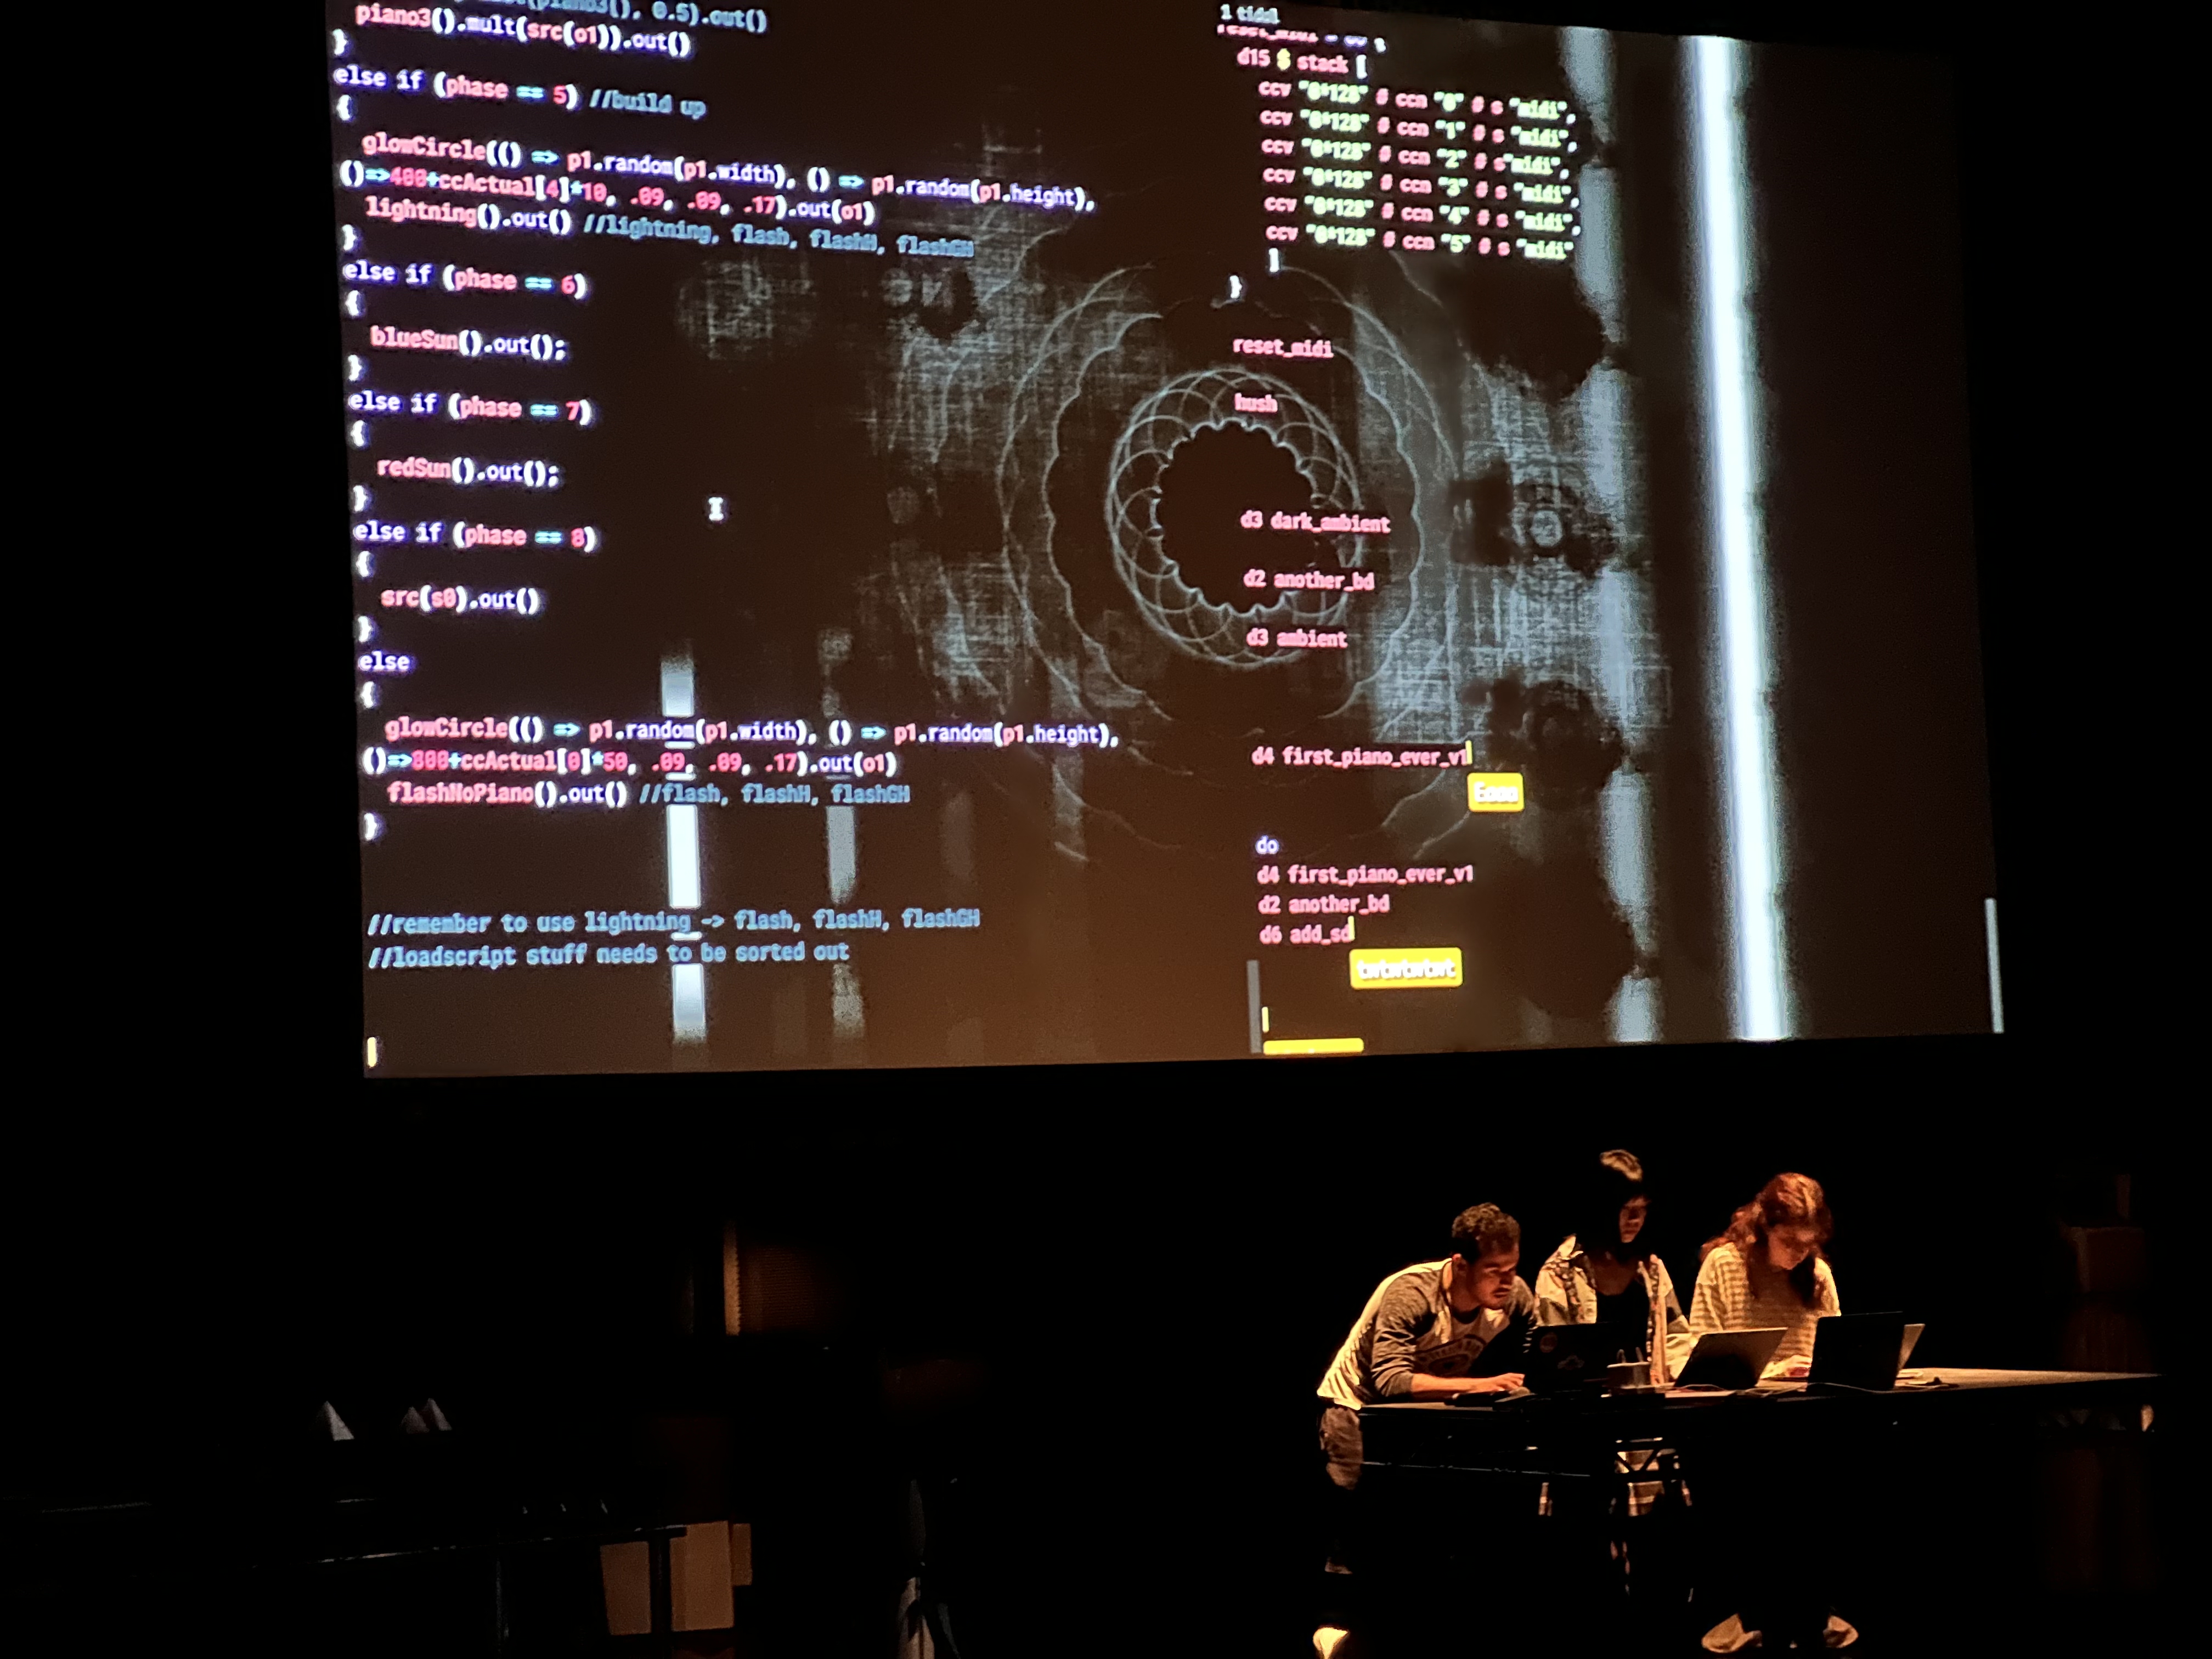 piano3(), 0.5).out()
piano3().mult(src(o1)).out()
}
else if (phase == 5) //build up
{
glowCircle(() => p1.random(p1.width), () => p1.random(p1.height),
()=>400+ccActual[4]*10, .09, .09, .17).out(o1)
lightning().out() //lightning, flash, flashH, flashGH
}
else if (phase == 6)
{
blueSun().out();
}
else if (phase == 7)
{
redSun().out();
}
else if (phase == 8)
{
src(s0).out()
}
else
{
glowCircle(() => p1.random(p1.width), () => p1.random(p1.height),
()=>800+ccActual[0]*50, .09, .09, .17).out(o1)
flashNoPiano().out() //flash, flashH, flashGH
}
//remember to use lightning -> flash, flashH, flashGH
//loadscript stuff needs to be sorted out
1 tidal
d15 $ stack [
ccv "0*128" # ccn "0" # s "midi",
ccv "0*128" # ccn "1" # s "midi",
ccv "0*128" # ccn "2" # s"midi",
ccv "0*128" # ccn "3" # s "midi",
ccv "0*128" # ccn "4" # s "midi",
ccv "0*128" # ccn "5" # s "midi"
]
}
reset_midi
hush
d3 dark_ambient
d2 another_bd
d3 ambient
d4 first_piano_ever_v1
do
d4 first_piano_ever_v1
d2 another_bd
d6 add_sd